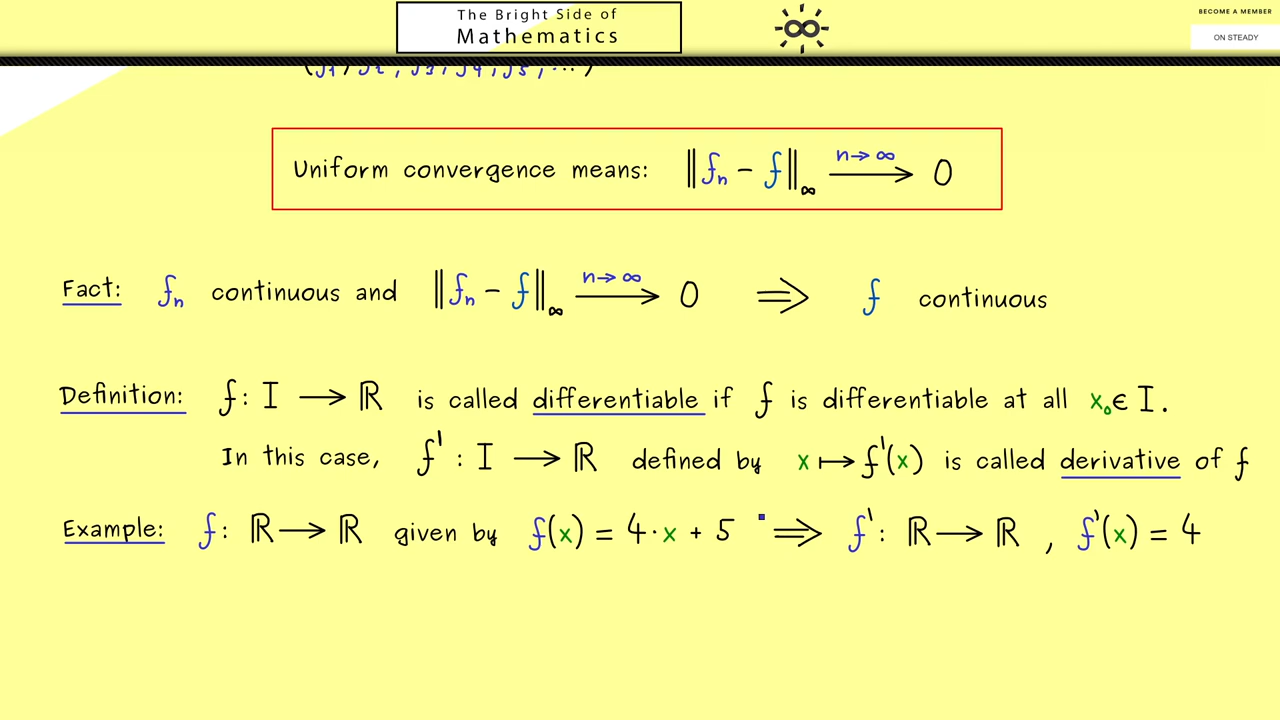 The Bright Side of
Mathematics
BECOME A MEMBER
ON STEADY
Uniform convergence means: ‖fₙ − f‖_∞ —n→∞→ 0
Fact: fₙ continuous and ‖fₙ − f‖_∞ —n→∞→ 0 ⟹ f continuous
Definition: f: I ⟶ ℝ is called differentiable if f is differentiable at all x₀ ∈ I.
In this case, f' : I ⟶ ℝ defined by x ↦ f'(x) is called derivative of f
Example: f: ℝ ⟶ ℝ given by f(x) = 4·x + 5 ⟹ f': ℝ ⟶ ℝ , f'(x) = 4